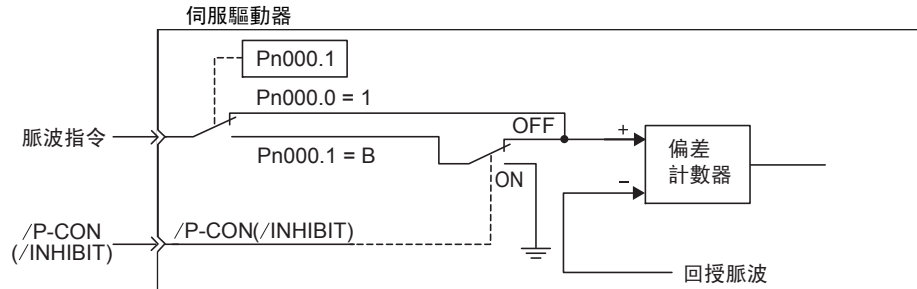 伺服驅動器
Pn000.1
Pn000.0 = 1
脈波指令
OFF
+
偏差
計數器
Pn000.1 = B
ON
−
/P-CON
(/INHIBIT)
/P-CON(/INHIBIT)
回授脈波